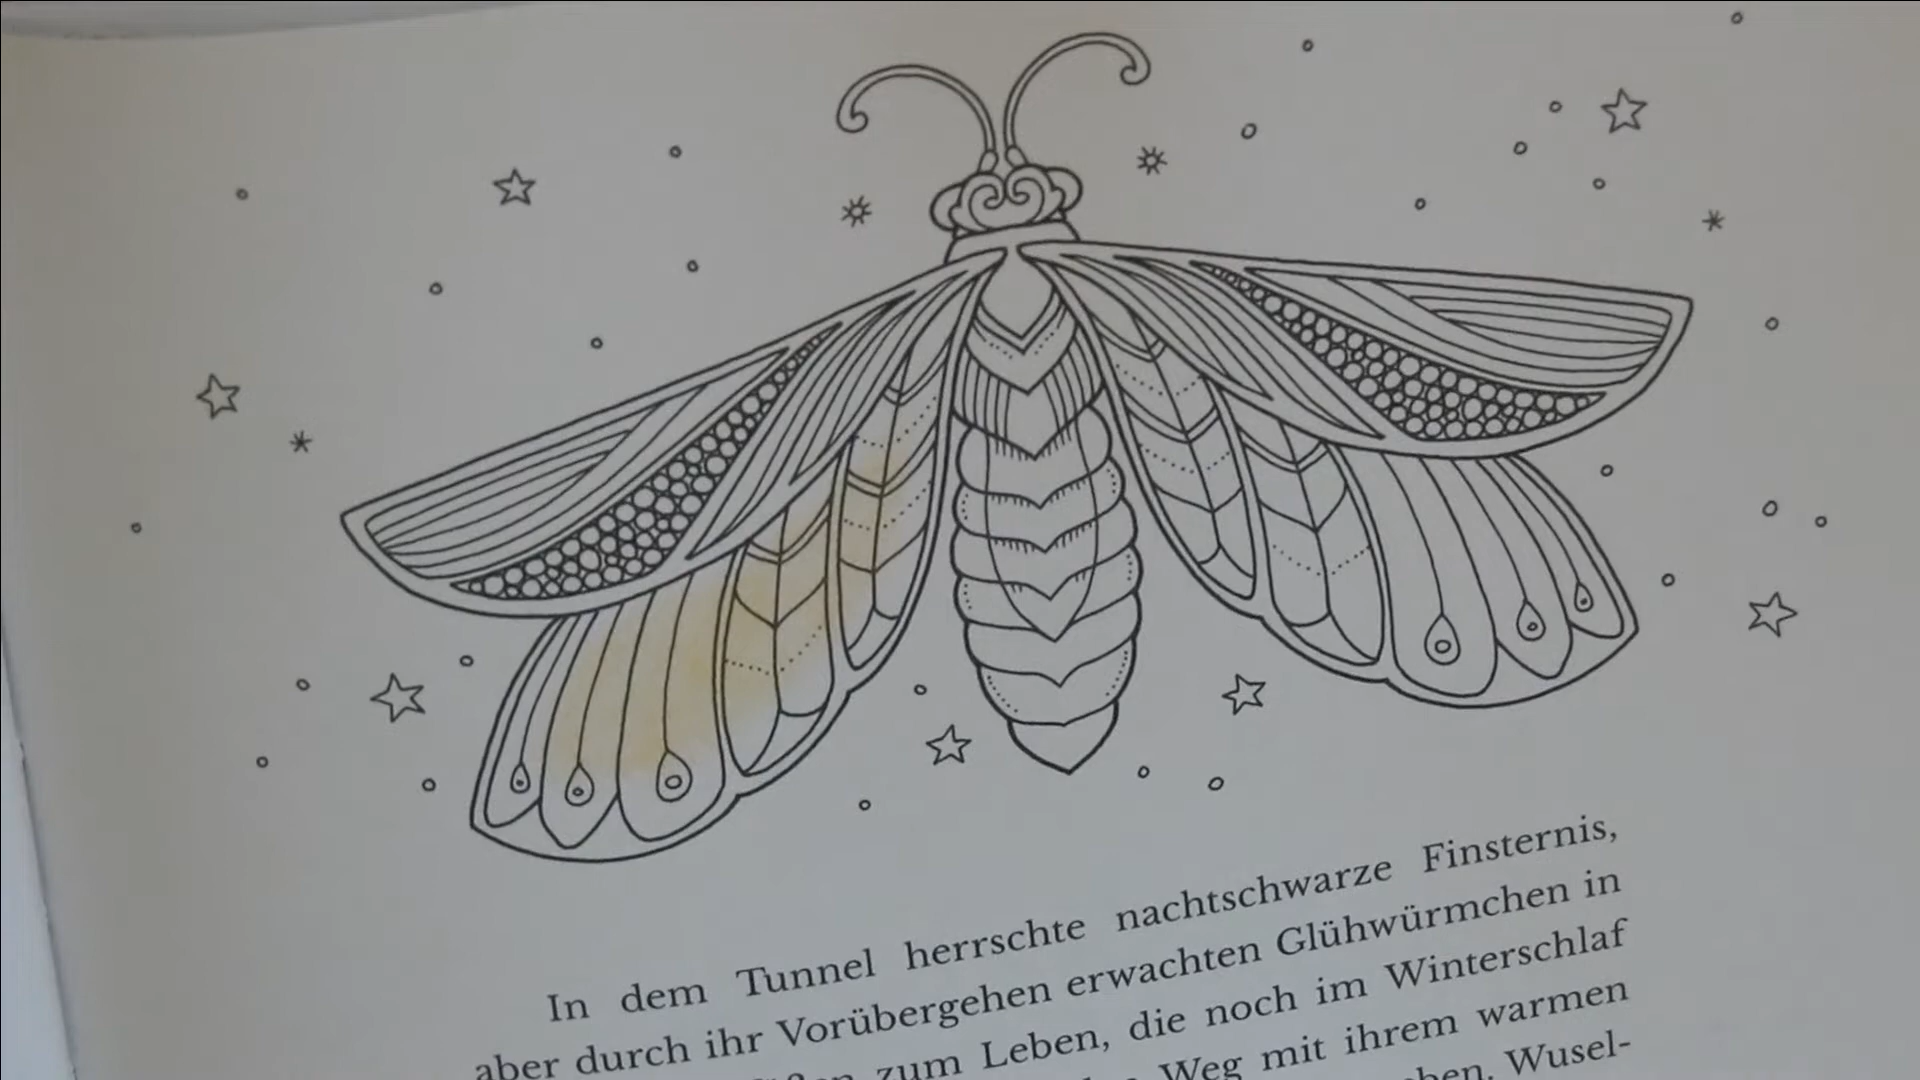 In dem Tunnel herrschte nachtschwarze Finsternis,
aber durch ihr Vorübergehen erwachten Glühwürmchen in
zum Leben, die noch im Winterschlaf
Weg mit ihrem warmen
Wusel-